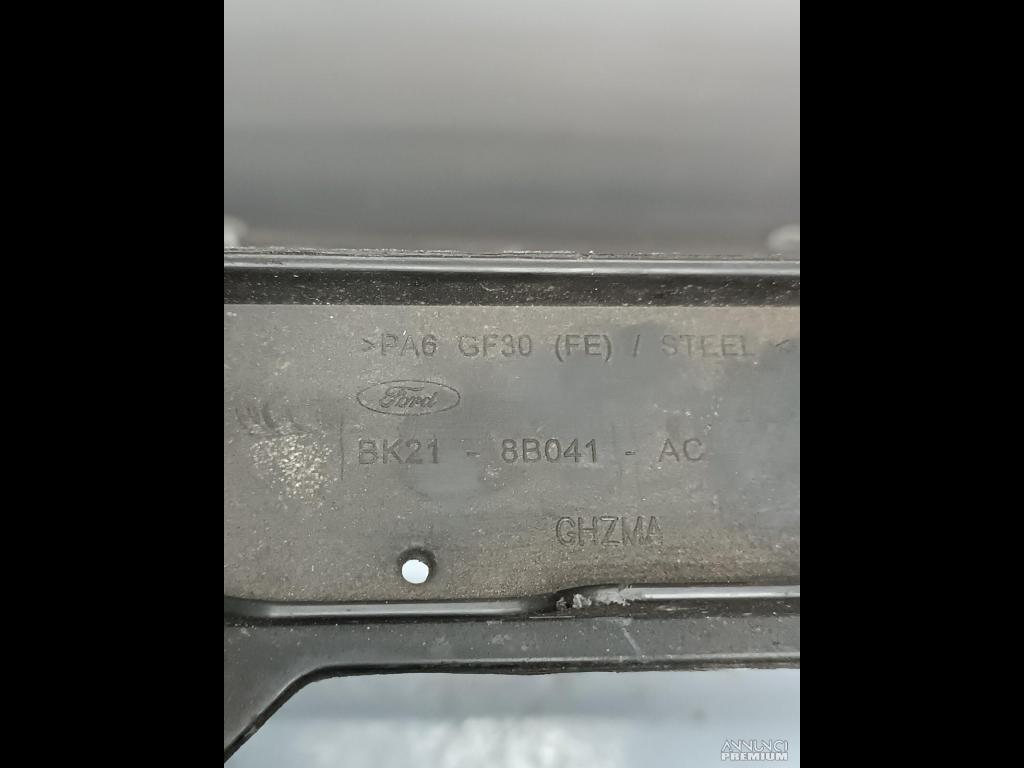 >PA6 GF30 (FE) / STEEL <
Ford
BK21 - 8B041 - AC
GHZMA
ANNUNCI
PREMIUM